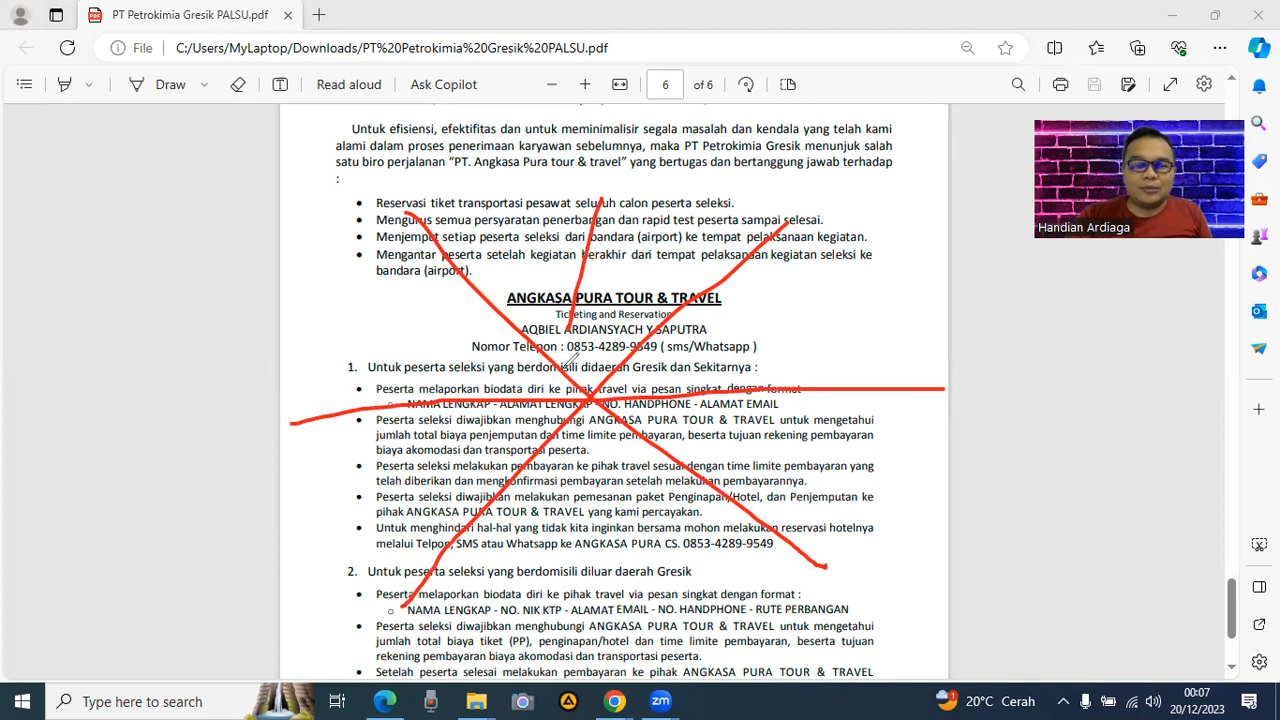 PT Petrokimia Gresik PALSU.pdf
File C:/Users/MyLaptop/Downloads/PT%20Petrokimia%20Gresik%20PALSU.pdf
Draw Read aloud Ask Copilot 6 of 6
Untuk efisiensi, efektifitas dan untuk meminimalisir segala masalah dan kendala yang telah kami
alami dalam proses penerimaan karyawan sebelumnya, maka PT Petrokimia Gresik menunjuk salah
satu biro perjalanan “PT. Angkasa Pura tour & travel” yang bertugas dan bertanggung jawab terhadap
:
• Reservasi tiket transportasi pesawat seluruh calon peserta seleksi.
• Mengurus semua persyaratan penerbangan dan rapid test peserta sampai selesai.
• Menjemput setiap peserta seleksi dari bandara (airport) ke tempat pelaksanaan kegiatan.
• Mengantar peserta setelah kegiatan berakhir dari tempat pelaksanaan kegiatan seleksi ke
bandara (airport).
Handian Ardiaga
ANGKASA PURA TOUR & TRAVEL
Ticketing and Reservation
AQBIEL ARDIANSYACH Y SAPUTRA
Nomor Telepon : 0853-4289-9549 ( sms/Whatsapp )
1. Untuk peserta seleksi yang berdomisili didaerah Gresik dan Sekitarnya :
• Peserta melaporkan biodata diri ke pihak travel via pesan singkat dengan format
o NAMA LENGKAP - ALAMAT LENGKAP - NO. HANDPHONE - ALAMAT EMAIL
• Peserta seleksi diwajibkan menghubungi ANGKASA PURA TOUR & TRAVEL untuk mengetahui
jumlah total biaya penjemputan dan time limite pembayaran, beserta tujuan rekening pembayaran
biaya akomodasi dan transportasi peserta.
• Peserta seleksi melakukan pembayaran ke pihak travel sesuai dengan time limite pembayaran yang
telah diberikan dan mengkonfirmasi pembayaran setelah melakukan pembayarannya.
• Peserta seleksi diwajibkan melakukan pemesanan paket Penginapan/Hotel, dan Penjemputan ke
pihak ANGKASA PURA TOUR & TRAVEL yang kami percayakan.
• Untuk menghindari hal-hal yang tidak kita inginkan bersama mohon melakukan reservasi hotelnya
melalui Telpon, SMS atau Whatsapp ke ANGKASA PURA CS. 0853-4289-9549
2. Untuk peserta seleksi yang berdomisili diluar daerah Gresik
• Peserta melaporkan biodata diri ke pihak travel via pesan singkat dengan format :
o NAMA LENGKAP - NO. NIK KTP - ALAMAT EMAIL - NO. HANDPHONE - RUTE PERBANGAN
• Peserta seleksi diwajibkan menghubungi ANGKASA PURA TOUR & TRAVEL untuk mengetahui
jumlah total biaya tiket (PP), penginapan/hotel dan time limite pembayaran, beserta tujuan
rekening pembayaran biaya akomodasi dan transportasi peserta.
• Setelah peserta selesai melakukan pembayaran ke pihak ANGKASA PURA TOUR & TRAVEL
Type here to search
20°C Cerah
00:07
20/12/2023